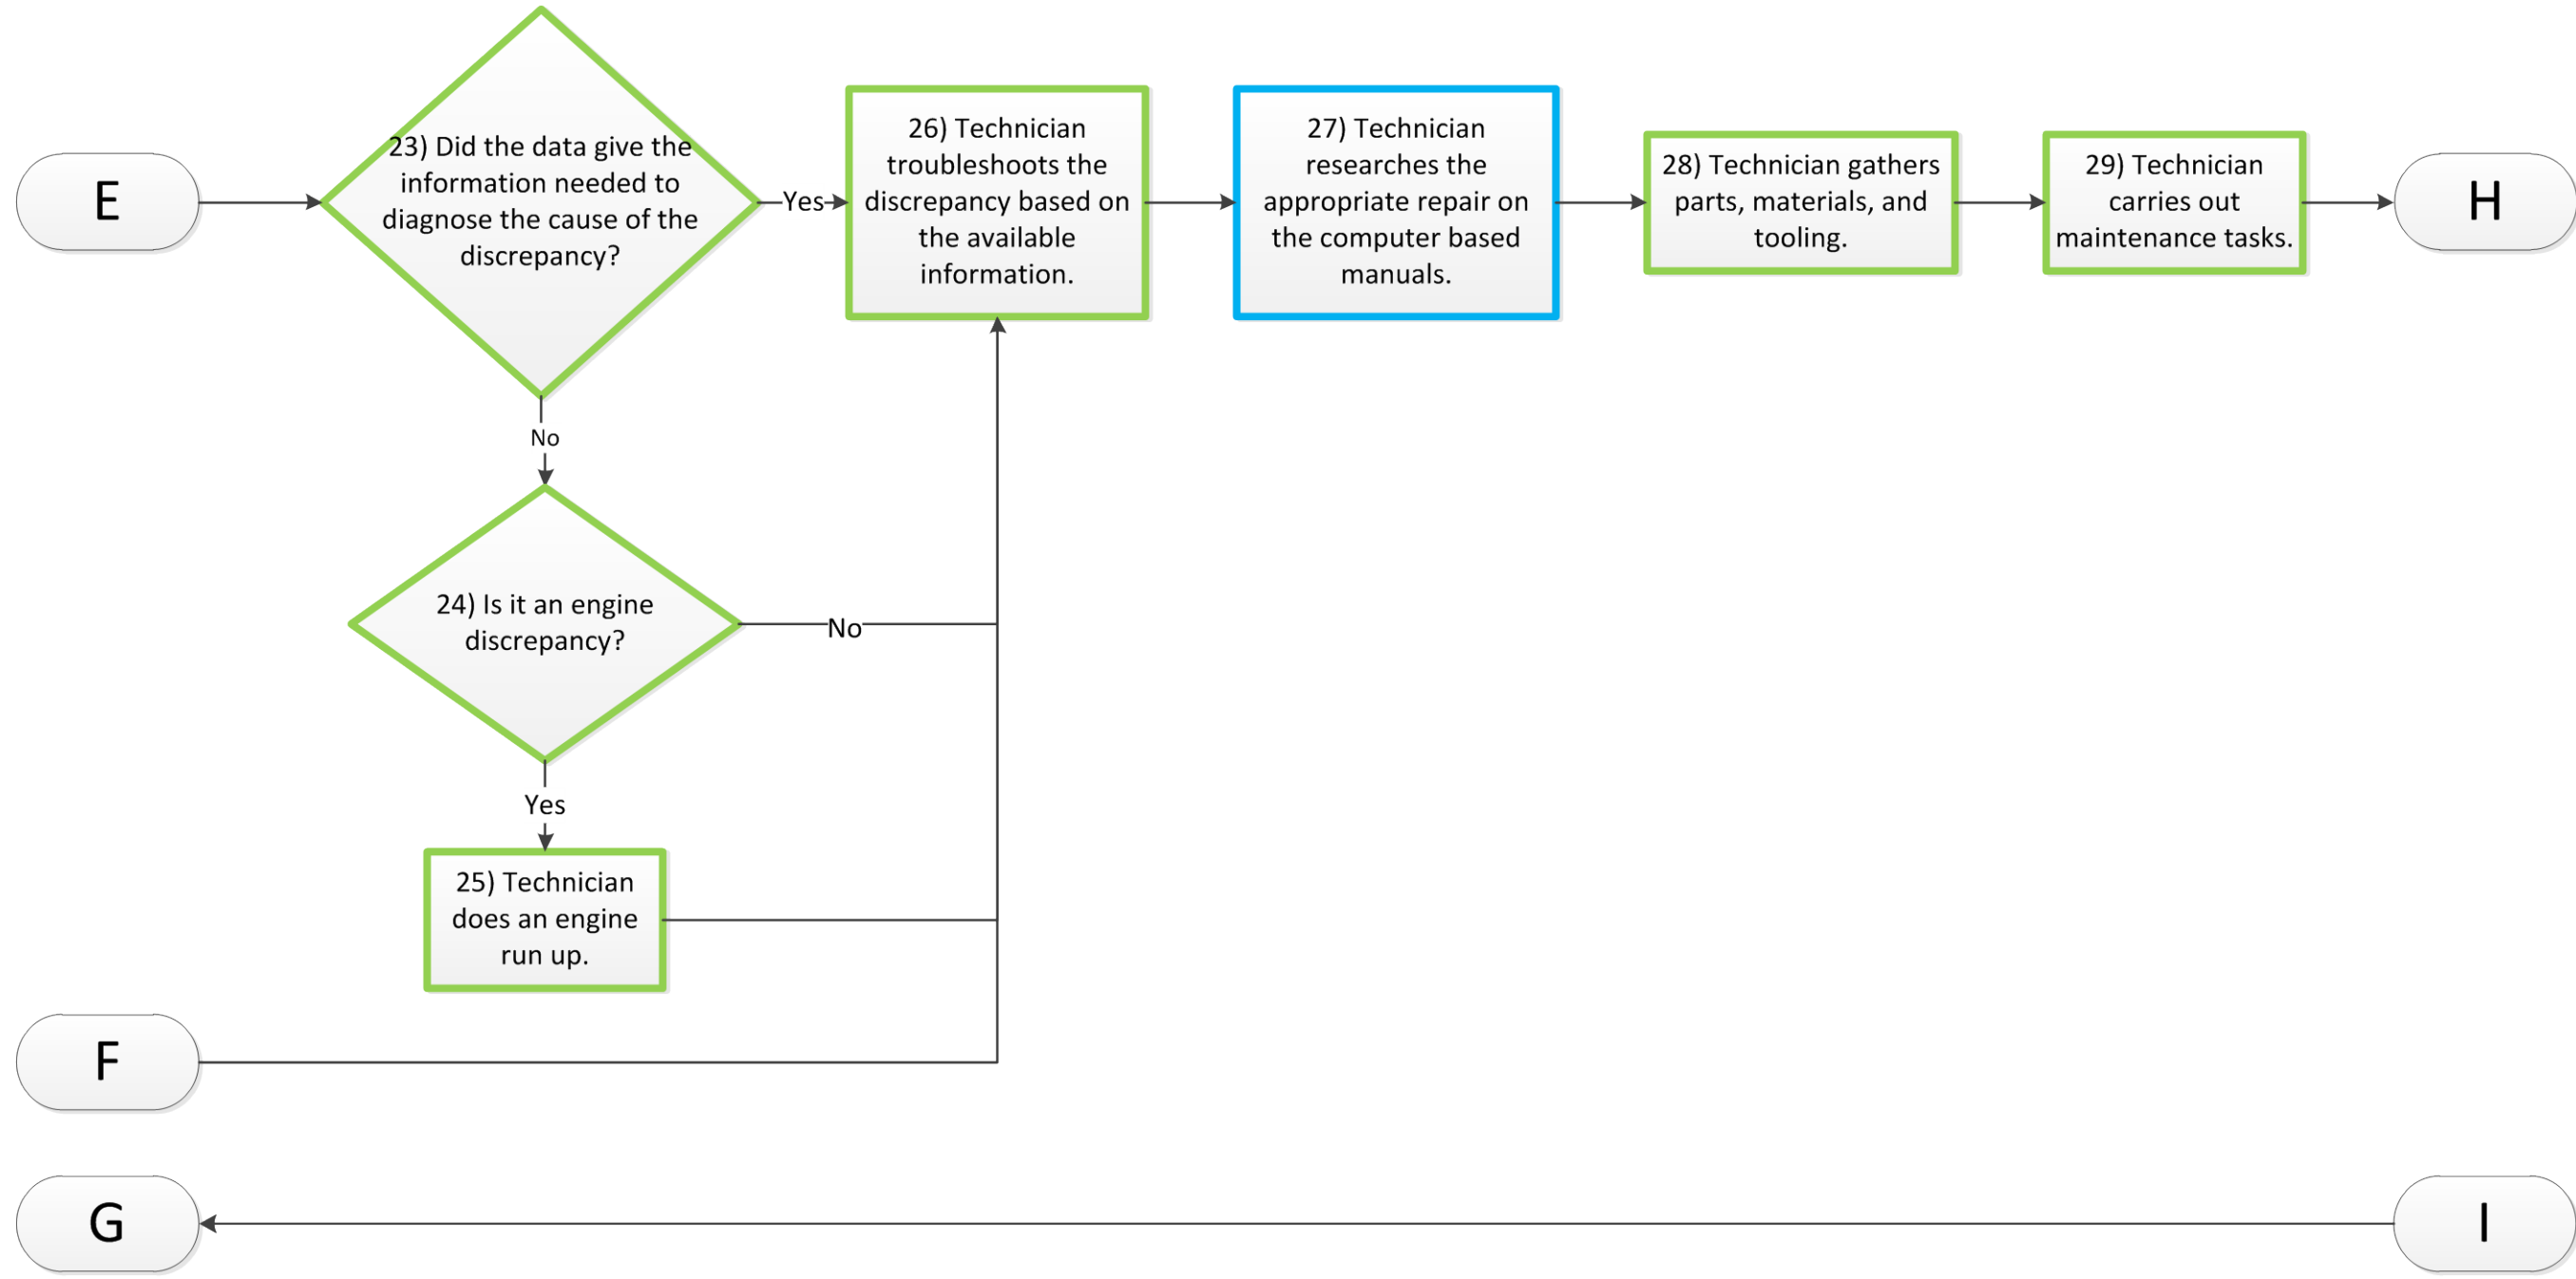 E
23) Did the data give the
information needed to
diagnose the cause of the
discrepancy?
Yes
26) Technician
troubleshoots the
discrepancy based on
the available
information.
27) Technician
researches the
appropriate repair on
the computer based
manuals.
28) Technician gathers
parts, materials, and
tooling.
29) Technician
carries out
maintenance tasks.
H
No
24) Is it an engine
discrepancy?
No
Yes
25) Technician
does an engine
run up.
F
G
I